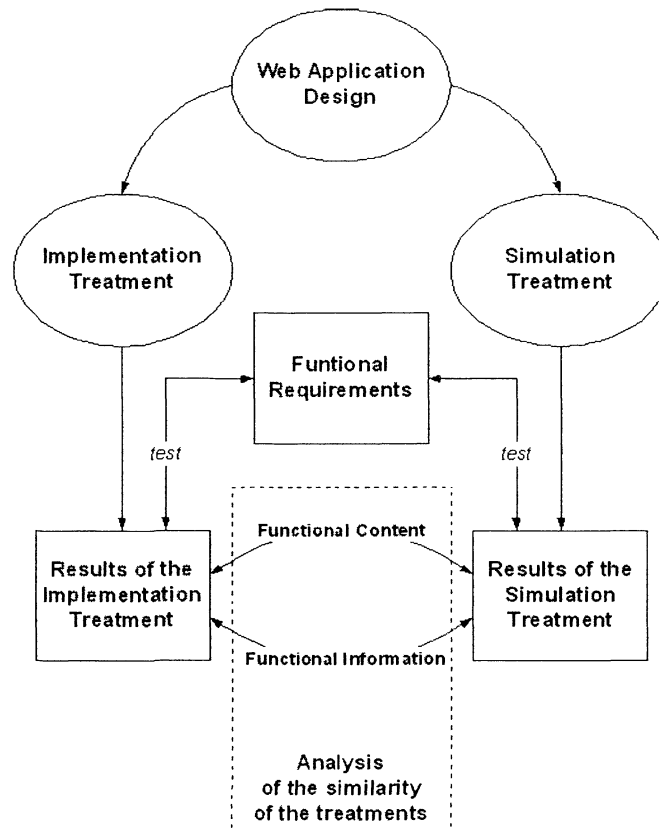 Web Application
Design
Implementation
Treatment
Simulation
Treatment
Funtional
Requirements
test
test
Functional Content
Results of the
Implementation
Treatment
Results of the
Simulation
Treatment
Functional Information
Analysis
of the similarity
of the treatments